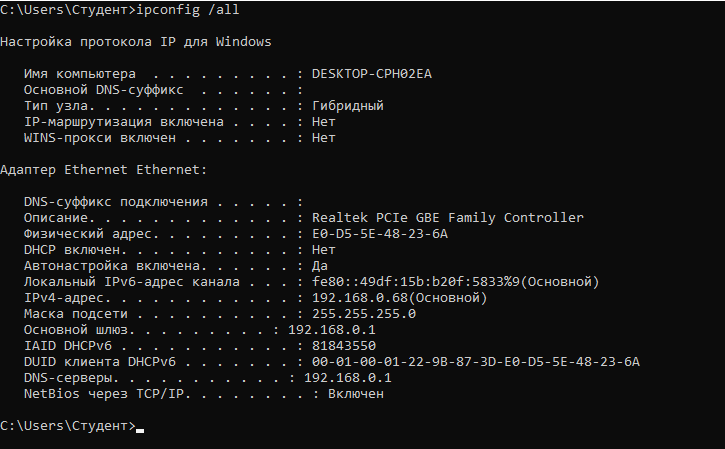 C:\Users\Студент>ipconfig /all
Настройка протокола IP для Windows
Имя компьютера  . . . . . . . . . : DESKTOP-CPH02EA
Основной DNS-суффикс  . . . . . . :
Тип узла. . . . . . . . . . . . . : Гибридный
IP-маршрутизация включена . . . . : Нет
WINS-прокси включен . . . . . . . : Нет
Адаптер Ethernet Ethernet:
DNS-суффикс подключения . . . . . :
Описание. . . . . . . . . . . . . : Realtek PCIe GBE Family Controller
Физический адрес. . . . . . . . . : E0-D5-5E-48-23-6A
DHCP включен. . . . . . . . . . . : Нет
Автонастройка включена. . . . . . : Да
Локальный IPv6-адрес канала . . . : fe80::49df:15b:b20f:5833%9(Основной)
IPv4-адрес. . . . . . . . . . . . : 192.168.0.68(Основной)
Маска подсети . . . . . . . . . . : 255.255.255.0
Основной шлюз. . . . . . . . . : 192.168.0.1
IAID DHCPv6 . . . . . . . . . . . : 81843550
DUID клиента DHCPv6 . . . . . . . : 00-01-00-01-22-9B-87-3D-E0-D5-5E-48-23-6A
DNS-серверы. . . . . . . . . . . : 192.168.0.1
NetBios через TCP/IP. . . . . . . . : Включен
C:\Users\Студент>